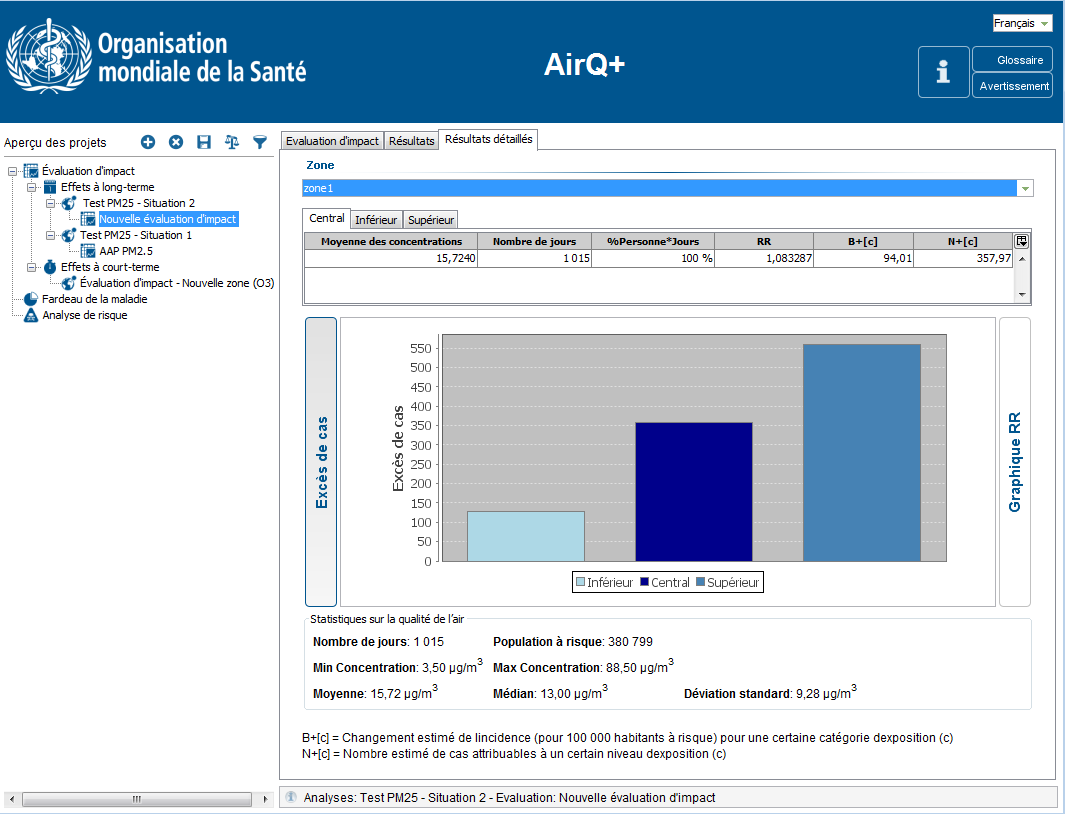 Organisation
mondiale de la Santé
AirQ+
Français
i
Glossaire
Avertissement
Aperçu des projets
Évaluation d'impact
Effets à long-terme
Test PM25 - Situation 2
Nouvelle évaluation d'impact
Test PM25 - Situation 1
AAP PM2.5
Effets à court-terme
Évaluation d'impact - Nouvelle zone (O3)
Fardeau de la maladie
Analyse de risque
Evaluation d'impact Résultats Résultats détaillés
Zone
zone1
Central Inférieur Supérieur
Moyenne des concentrations Nombre de jours %Personne*Jours RR B+[c] N+[c]
15,7240 1 015 100 % 1,083287 94,01 357,97
Excès de cas
Excès de cas
550
500
450
400
350
300
250
200
150
100
50
0
Inférieur Central Supérieur
Graphique RR
Statistiques sur la qualité de l'air
Nombre de jours: 1 015 Population à risque: 380 799
Min Concentration: 3,50 µg/m3 Max Concentration: 88,50 µg/m3
Moyenne: 15,72 µg/m3 Médian: 13,00 µg/m3 Déviation standard: 9,28 µg/m3
B+[c] = Changement estimé de lincidence (pour 100 000 habitants à risque) pour une certaine catégorie dexposition (c)
N+[c] = Nombre estimé de cas attribuables à un certain niveau dexposition (c)
Analyses: Test PM25 - Situation 2 - Evaluation: Nouvelle évaluation d'impact